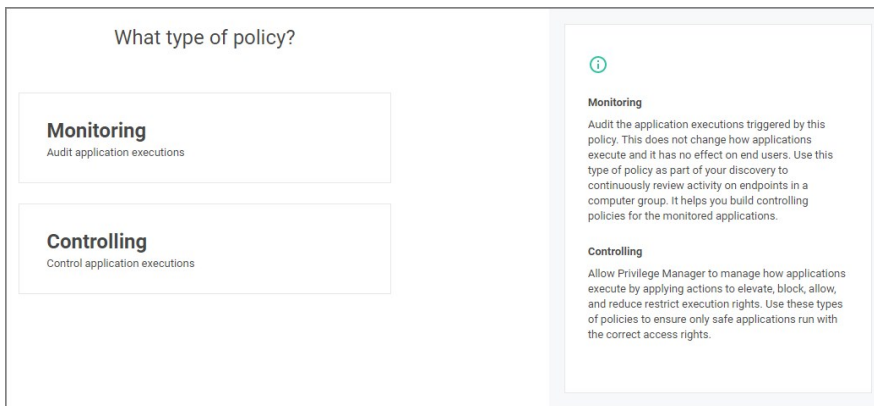 What type of policy?
Monitoring
Audit application executions
Controlling
Control application executions
Monitoring
Audit the application executions triggered by this
policy. This does not change how applications
execute and it has no effect on end users. Use this
type of policy as part of your discovery to
continuously review activity on endpoints in a
computer group. It helps you build controlling
policies for the monitored applications.
Controlling
Allow Privilege Manager to manage how applications
execute by applying actions to elevate, block, allow,
and reduce restrict execution rights. Use these types
of policies to ensure only safe applications run with
the correct access rights.